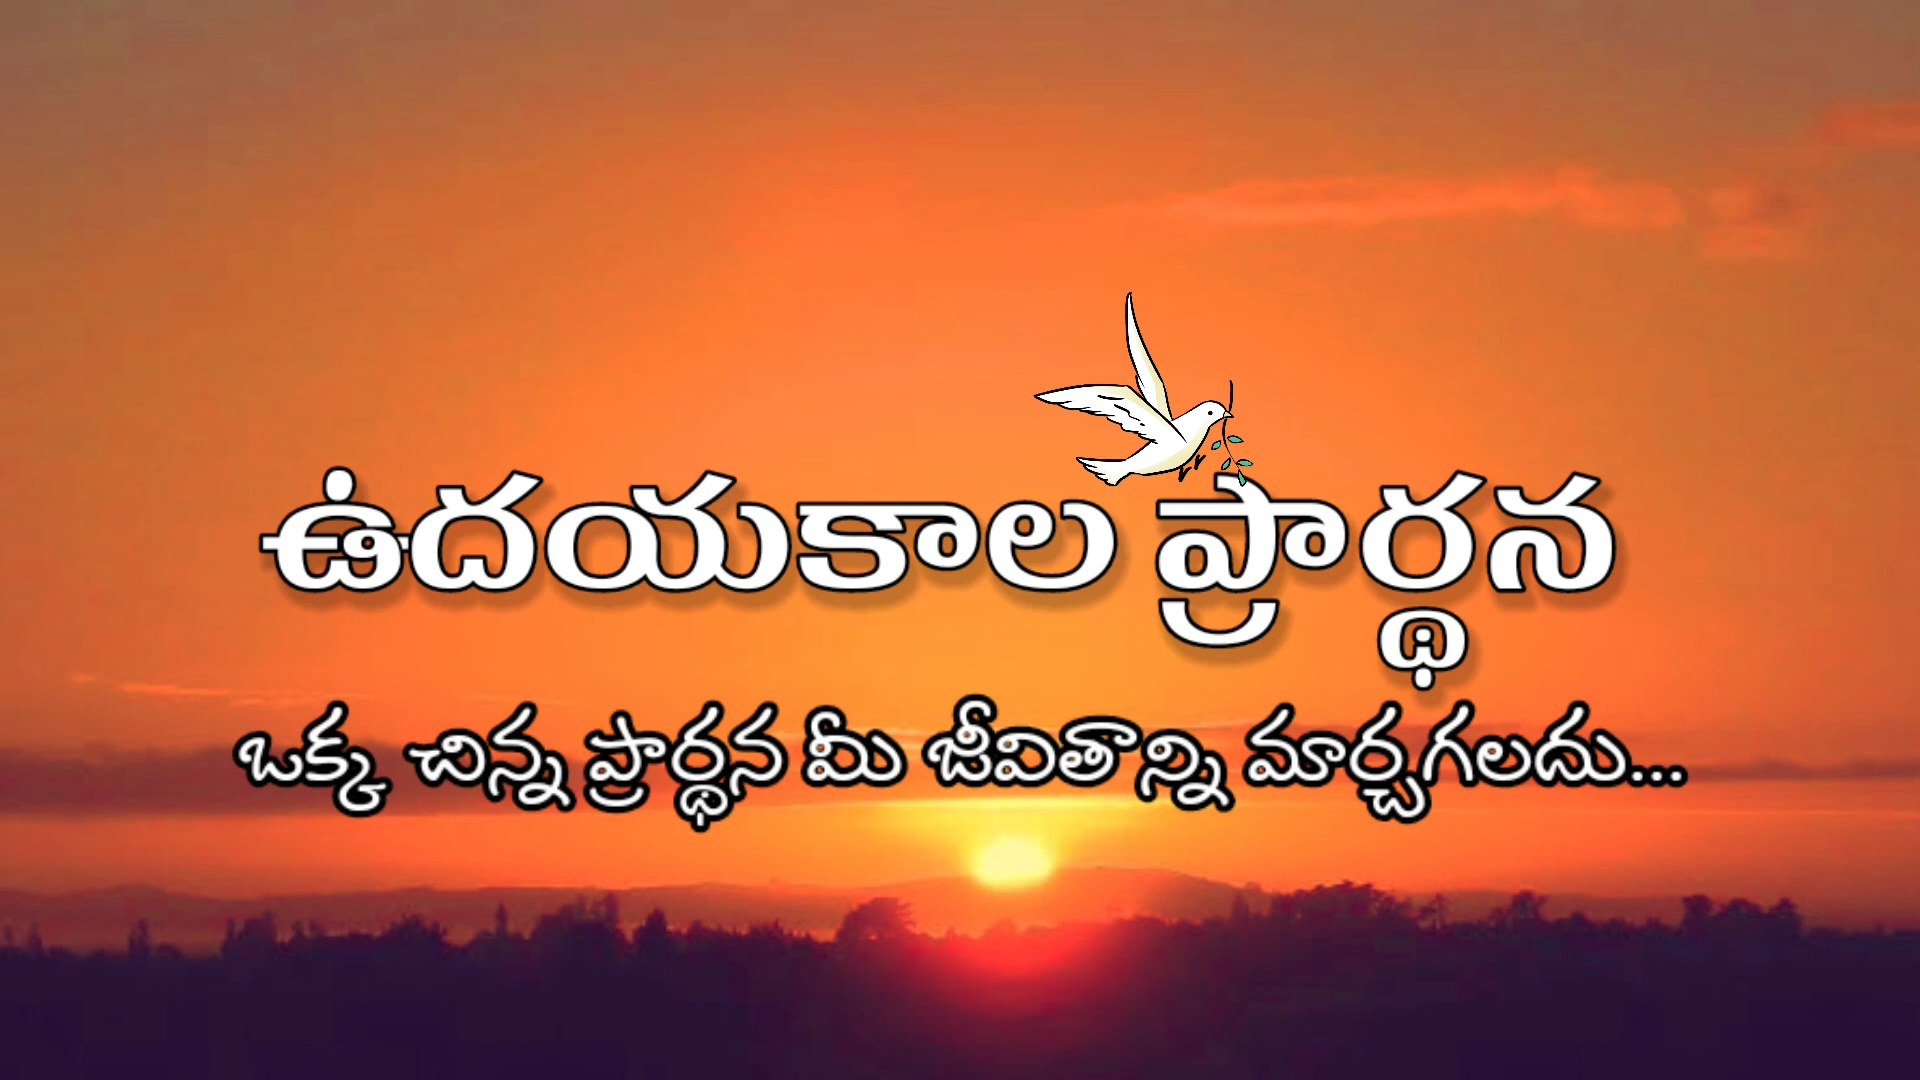 ఉదయకాల ప్రార్థన
ఒక్క చిన్న ప్రార్థన మీ జీవితాన్ని మార్చగలదు...